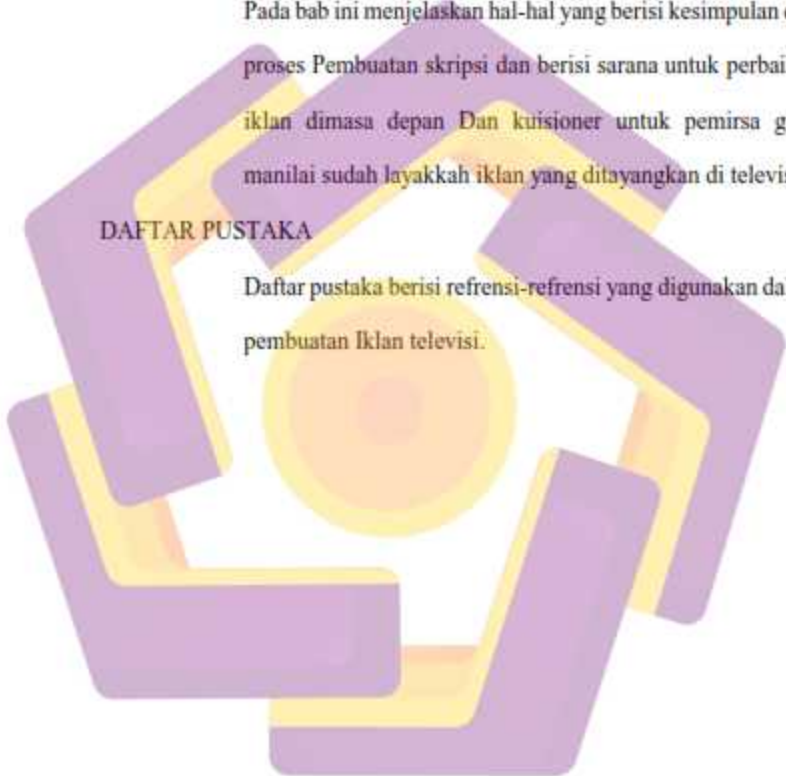 Pada bab ini menjelaskan hal-hal yang berisi kesimpulan
proses Pembuatan skripsi dan berisi sarana untuk perbai
iklan dimasa depan Dan kuisioner untuk pemirsa g
manilai sudah layakkah iklan yang ditayangkan di televis
DAFTAR PUSTAKA
Daftar pustaka berisi refrensi-refrensi yang digunakan dal
pembuatan Iklan televisi.